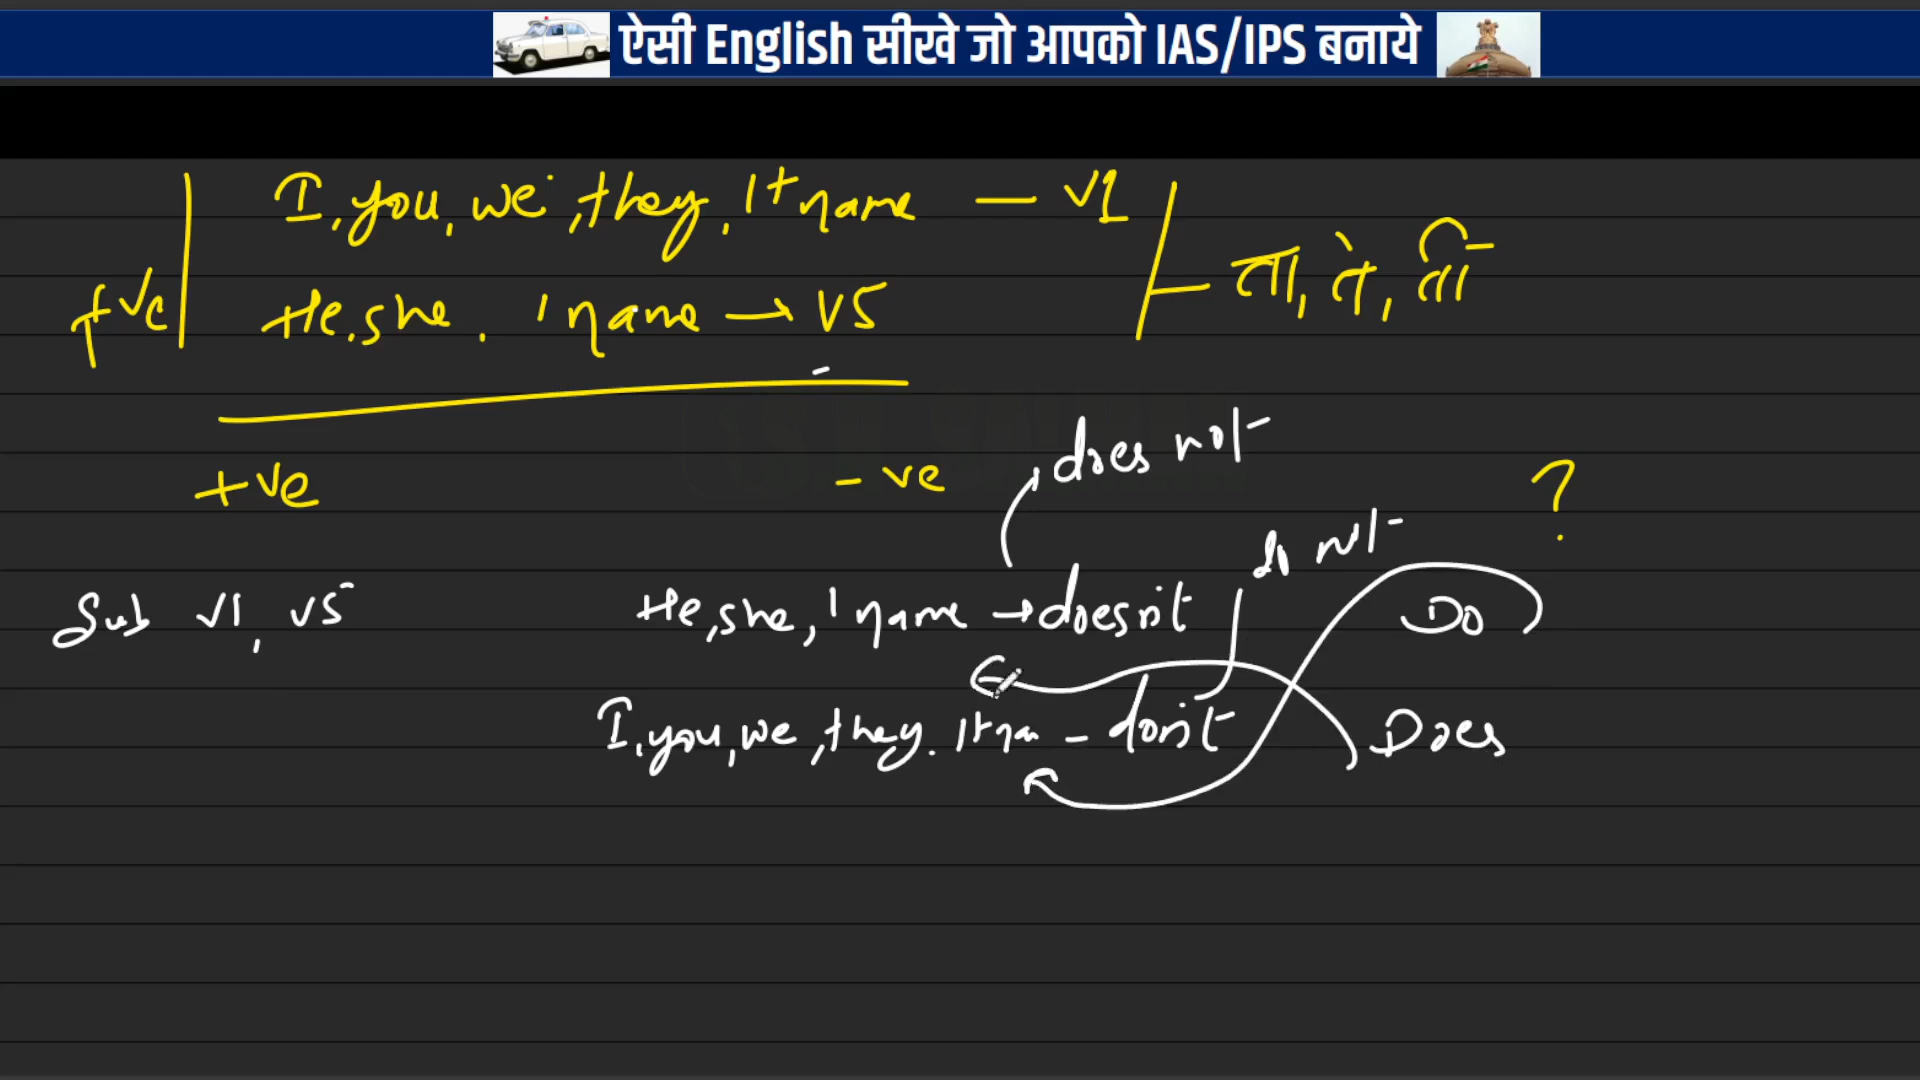 ऐसी English सीखे जो आपको IAS/IPS बनाये
I, you, we, they, 1+ name — V1
+ve
He, she, 1 name → V5
ता, ते, ती
+ve - ve does not ?
do not
Sub V1, V5 He, she, 1 name → doesn't Do
I, you, we, they, 1+ na - don't Does